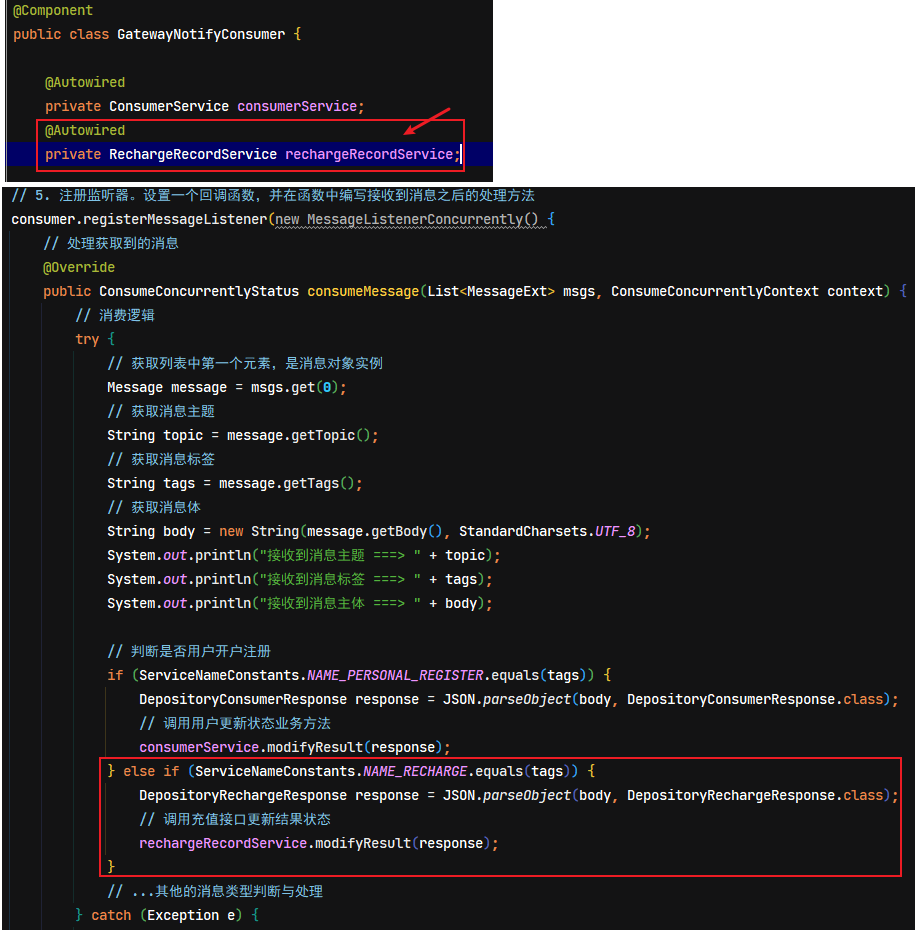 @Component
public class GatewayNotifyConsumer {
@Autowired
private ConsumerService consumerService;
@Autowired
private RechargeRecordService rechargeRecordService;
// 5. 注册监听器。设置一个回调函数，并在函数中编写接收到消息之后的处理方法
consumer.registerMessageListener(new MessageListenerConcurrently() {
// 处理获取到的消息
@Override
public ConsumeConcurrentlyStatus consumeMessage(List<MessageExt> msgs, ConsumeConcurrentlyContext context) {
// 消费逻辑
try {
// 获取列表中第一个元素，是消息对象实例
Message message = msgs.get(0);
// 获取消息主题
String topic = message.getTopic();
// 获取消息标签
String tags = message.getTags();
// 获取消息体
String body = new String(message.getBody(), StandardCharsets.UTF_8);
System.out.println("接收到消息主题 ===> " + topic);
System.out.println("接收到消息标签 ===> " + tags);
System.out.println("接收到消息主体 ===> " + body);
// 判断是否用户开户注册
if (ServiceNameConstants.NAME_PERSONAL_REGISTER.equals(tags)) {
DepositoryConsumerResponse response = JSON.parseObject(body, DepositoryConsumerResponse.class);
// 调用用户更新状态业务方法
consumerService.modifyResult(response);
} else if (ServiceNameConstants.NAME_RECHARGE.equals(tags)) {
DepositoryRechargeResponse response = JSON.parseObject(body, DepositoryRechargeResponse.class);
// 调用充值接口更新结果状态
rechargeRecordService.modifyResult(response);
}
// ...其他的消息类型判断与处理
} catch (Exception e) {